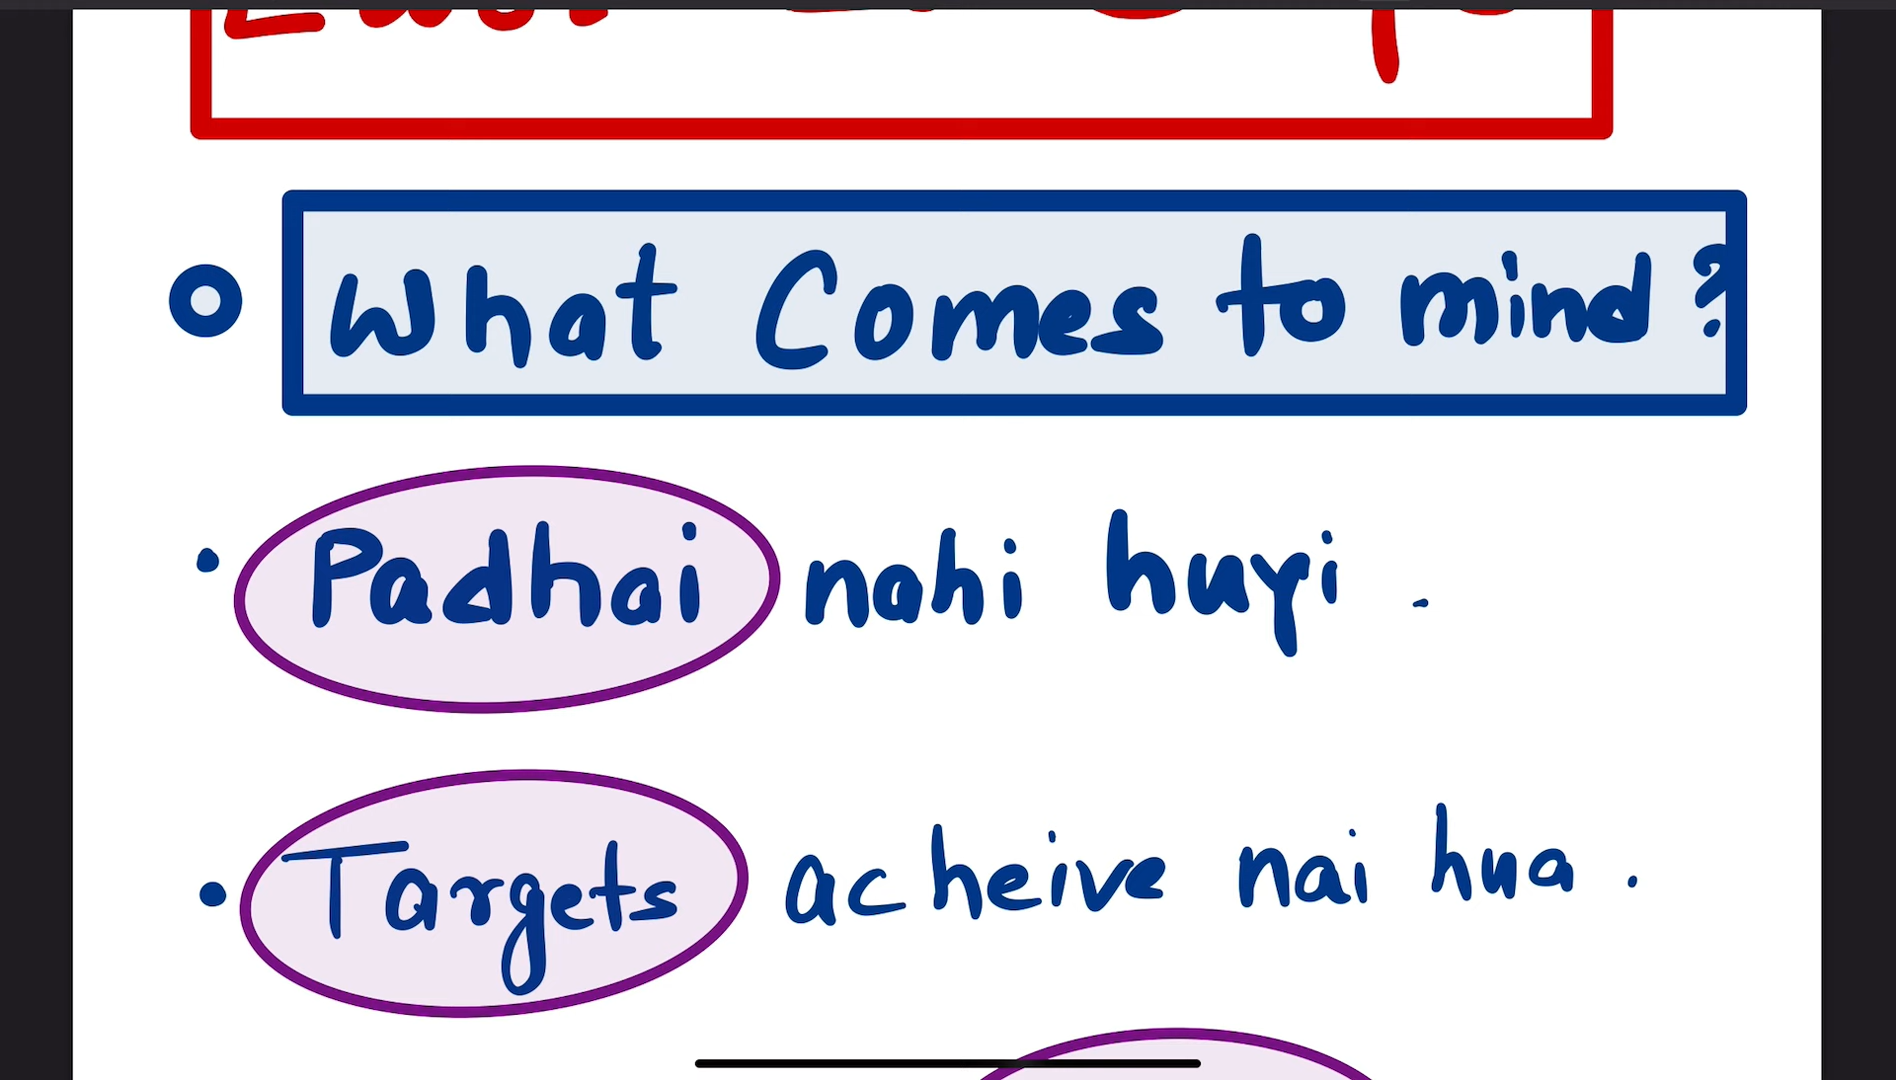 What Comes to mind ?
• Padhai nahi huyi .
• Targets acheive nai hua .